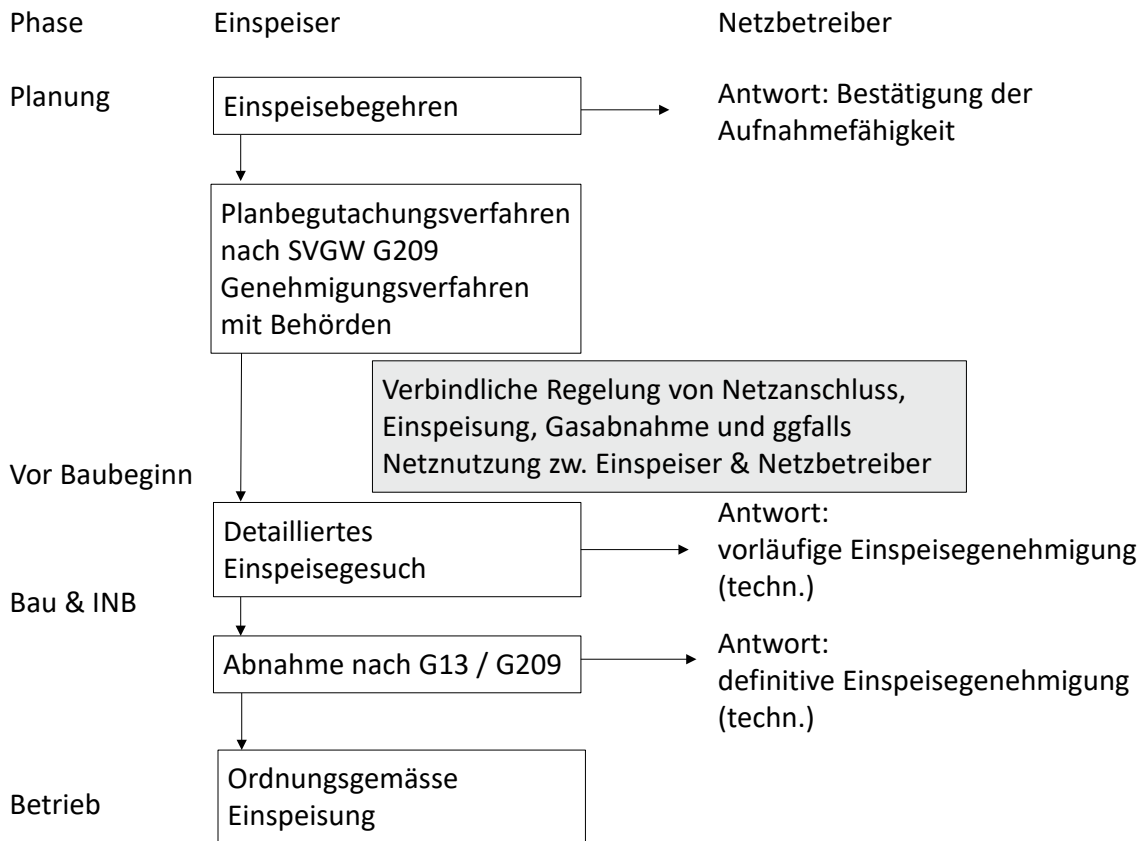 Phase
Einspeiser
Netzbetreiber
Planung
Einspeisebegehren
Antwort: Bestätigung der
Aufnahmefähigkeit
Planbegutachungsverfahren
nach SVGW G209
Genehmigungsverfahren
mit Behörden
Verbindliche Regelung von Netzanschluss,
Einspeisung, Gasabnahme und ggfalls
Netznutzung zw. Einspeiser & Netzbetreiber
Vor Baubeginn
Detailliertes
Einspeisegesuch
Antwort:
vorläufige Einspeisegenehmigung
(techn.)
Bau & INB
Abnahme nach G13 / G209
Antwort:
definitive Einspeisegenehmigung
(techn.)
Betrieb
Ordnungsgemässe
Einspeisung